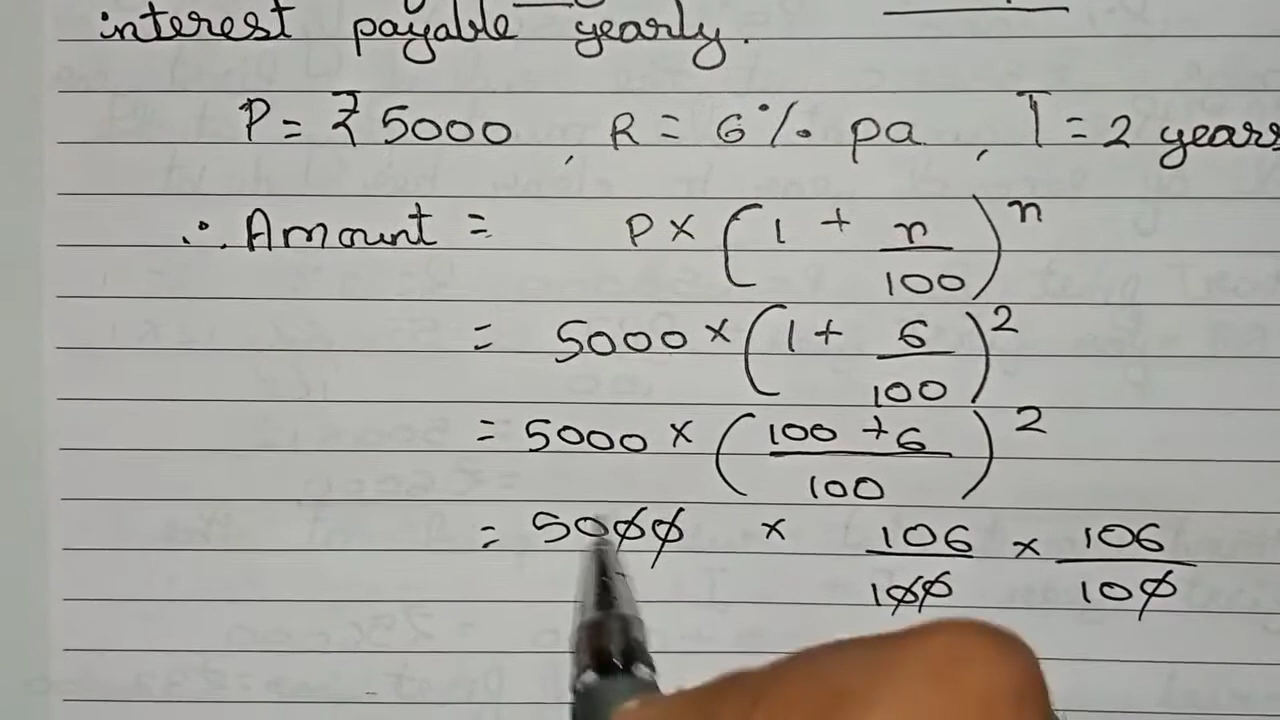 interest payable yearly.
P = ₹ 5000, R = 6% pa, T = 2 years
∴ Amount = P × (1 + r/100)^n
= 5000 × (1 + 6/100)^2
= 5000 × (100 + 6/100)^2
= 5000 × 106/100 × 106/100